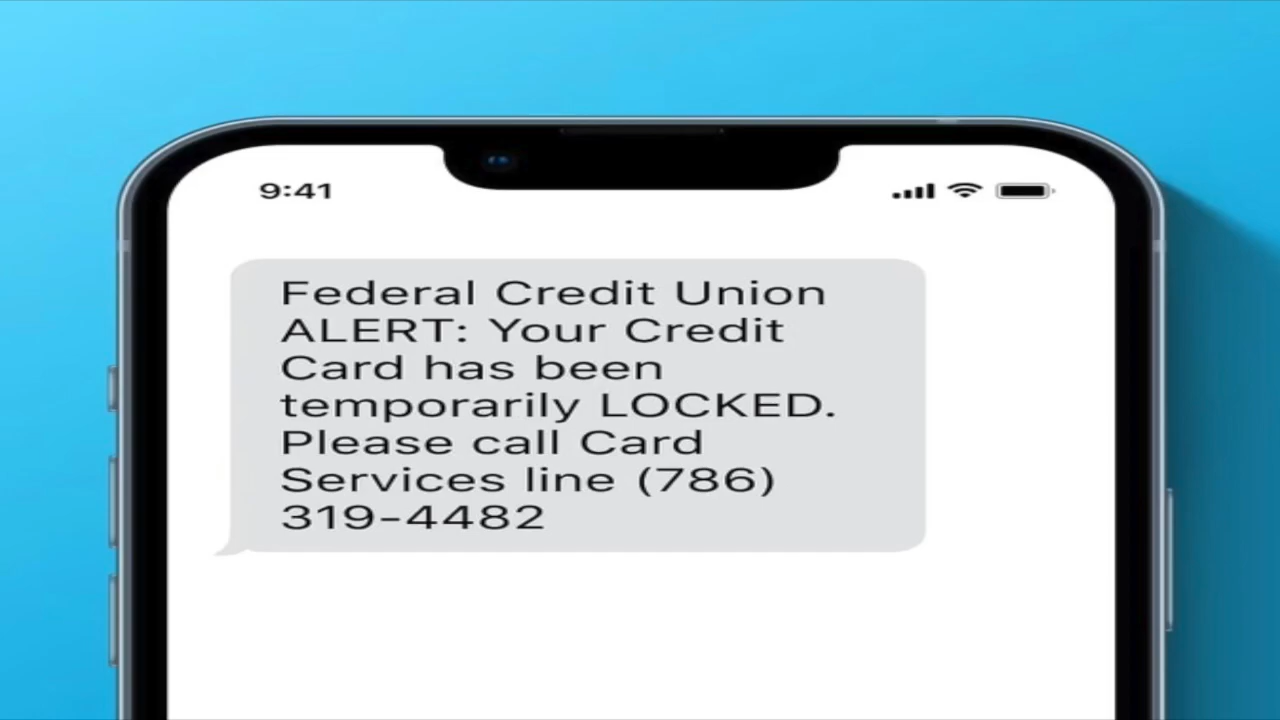 9:41
Federal Credit Union
ALERT: Your Credit
Card has been
temporarily LOCKED.
Please call Card
Services line (786)
319-4482